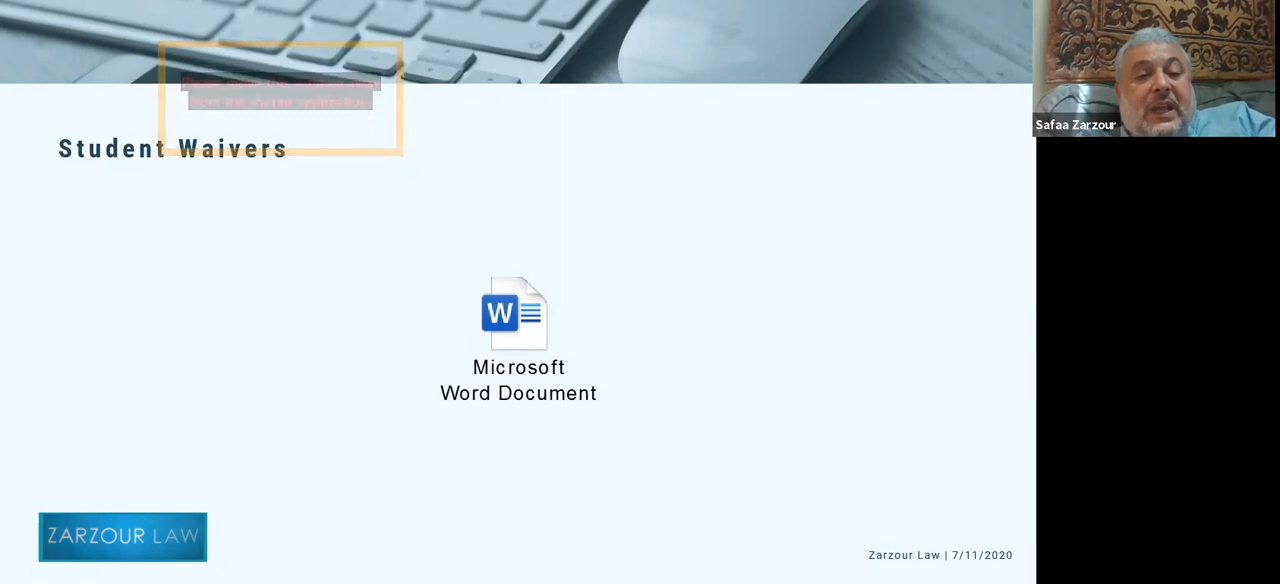 Safaa Zarzour
Student Waivers
W
Microsoft
Word Document
ZARZOUR LAW
Zarzour Law | 7/11/2020